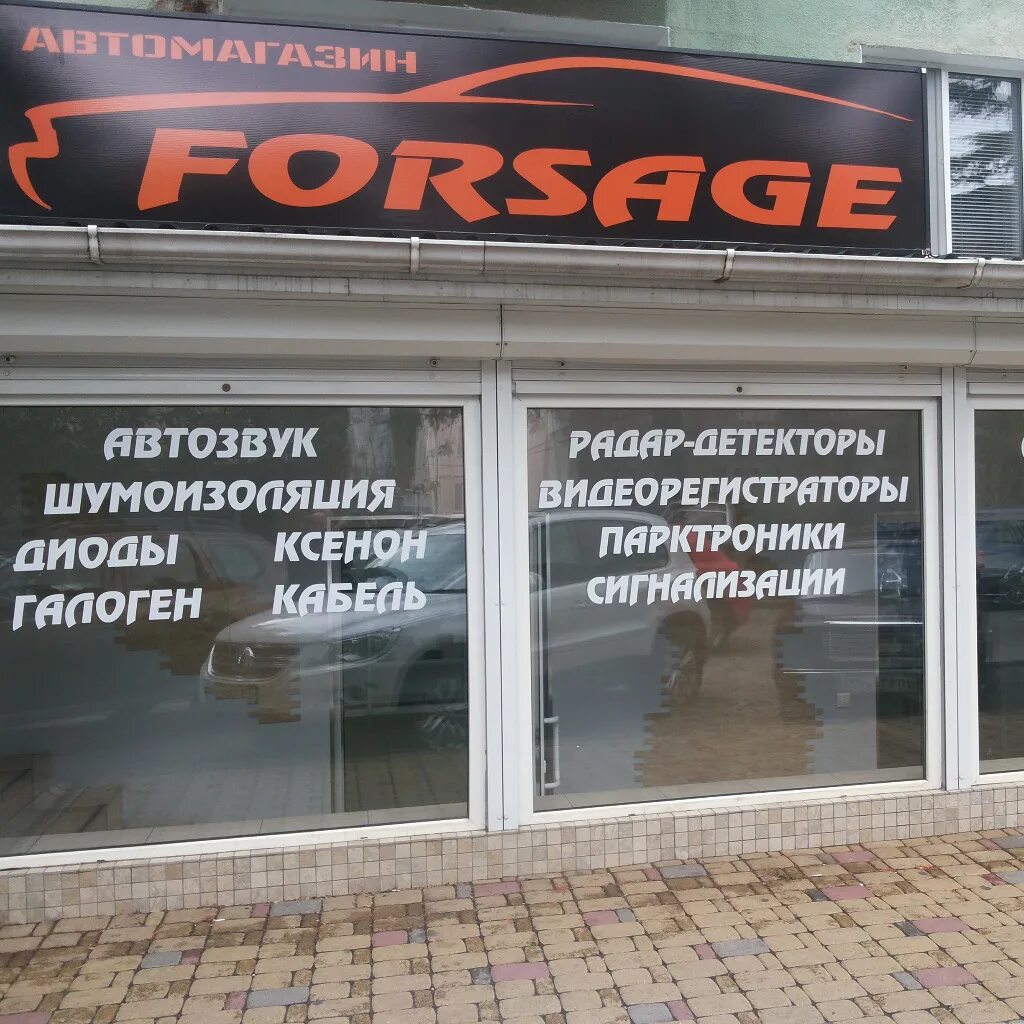 АВТОМАГАЗИН
FORSAGE
АВТОЗВУК
ШУМОИЗОЛЯЦИЯ
ДИОДЫ КСЕНОН
ГАЛОГЕН КАБЕЛЬ
РАДАР-ДЕТЕКТОРЫ
ВИДЕОРЕГИСТРАТОРЫ
ПАРКТРОНИКИ
СИГНАЛИЗАЦИИ